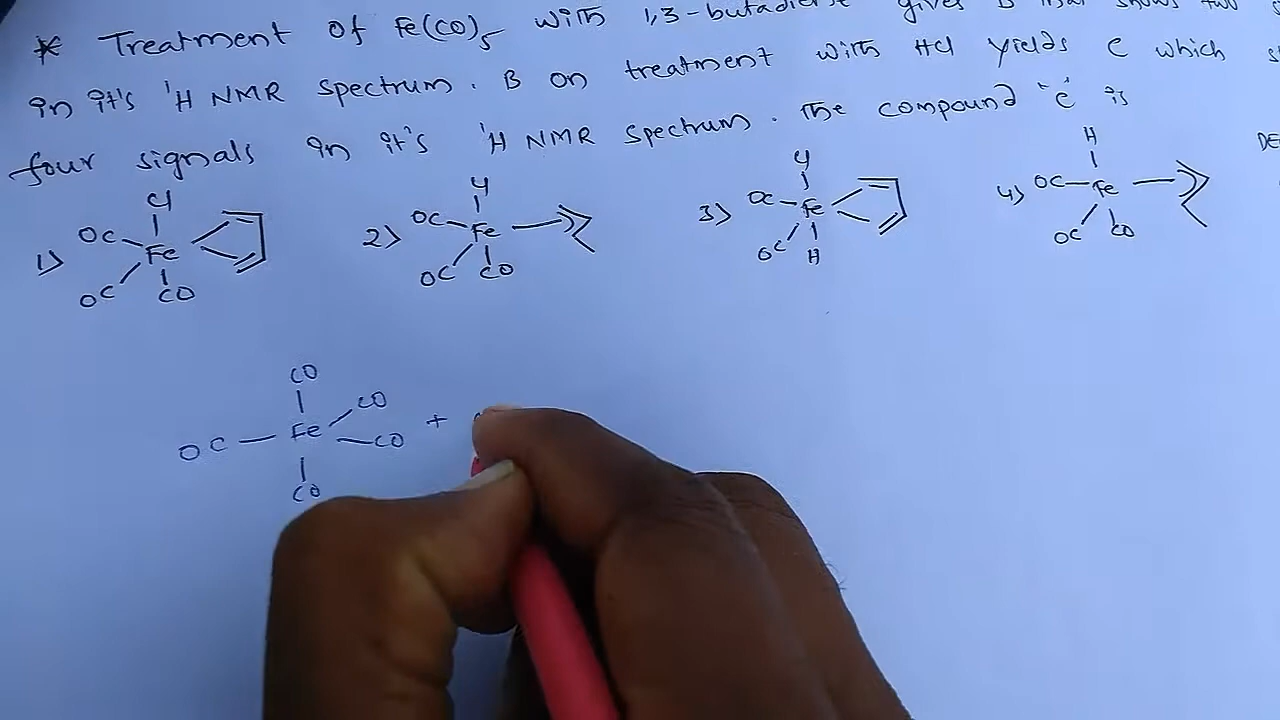 * Treatment of Fe(CO)5 with 1,3-butadiene gives B that shows two
in it's 1H NMR spectrum. B on treatment with HCl yields C which
four signals in it's 1H NMR spectrum. The compound "c" is
1) Cl OC Fe OC CO
2) Cl OC Fe OC CO
3) Cl OC Fe OC H
4) H OC Fe OC CO
CO
OC Fe CO +
CO
CO